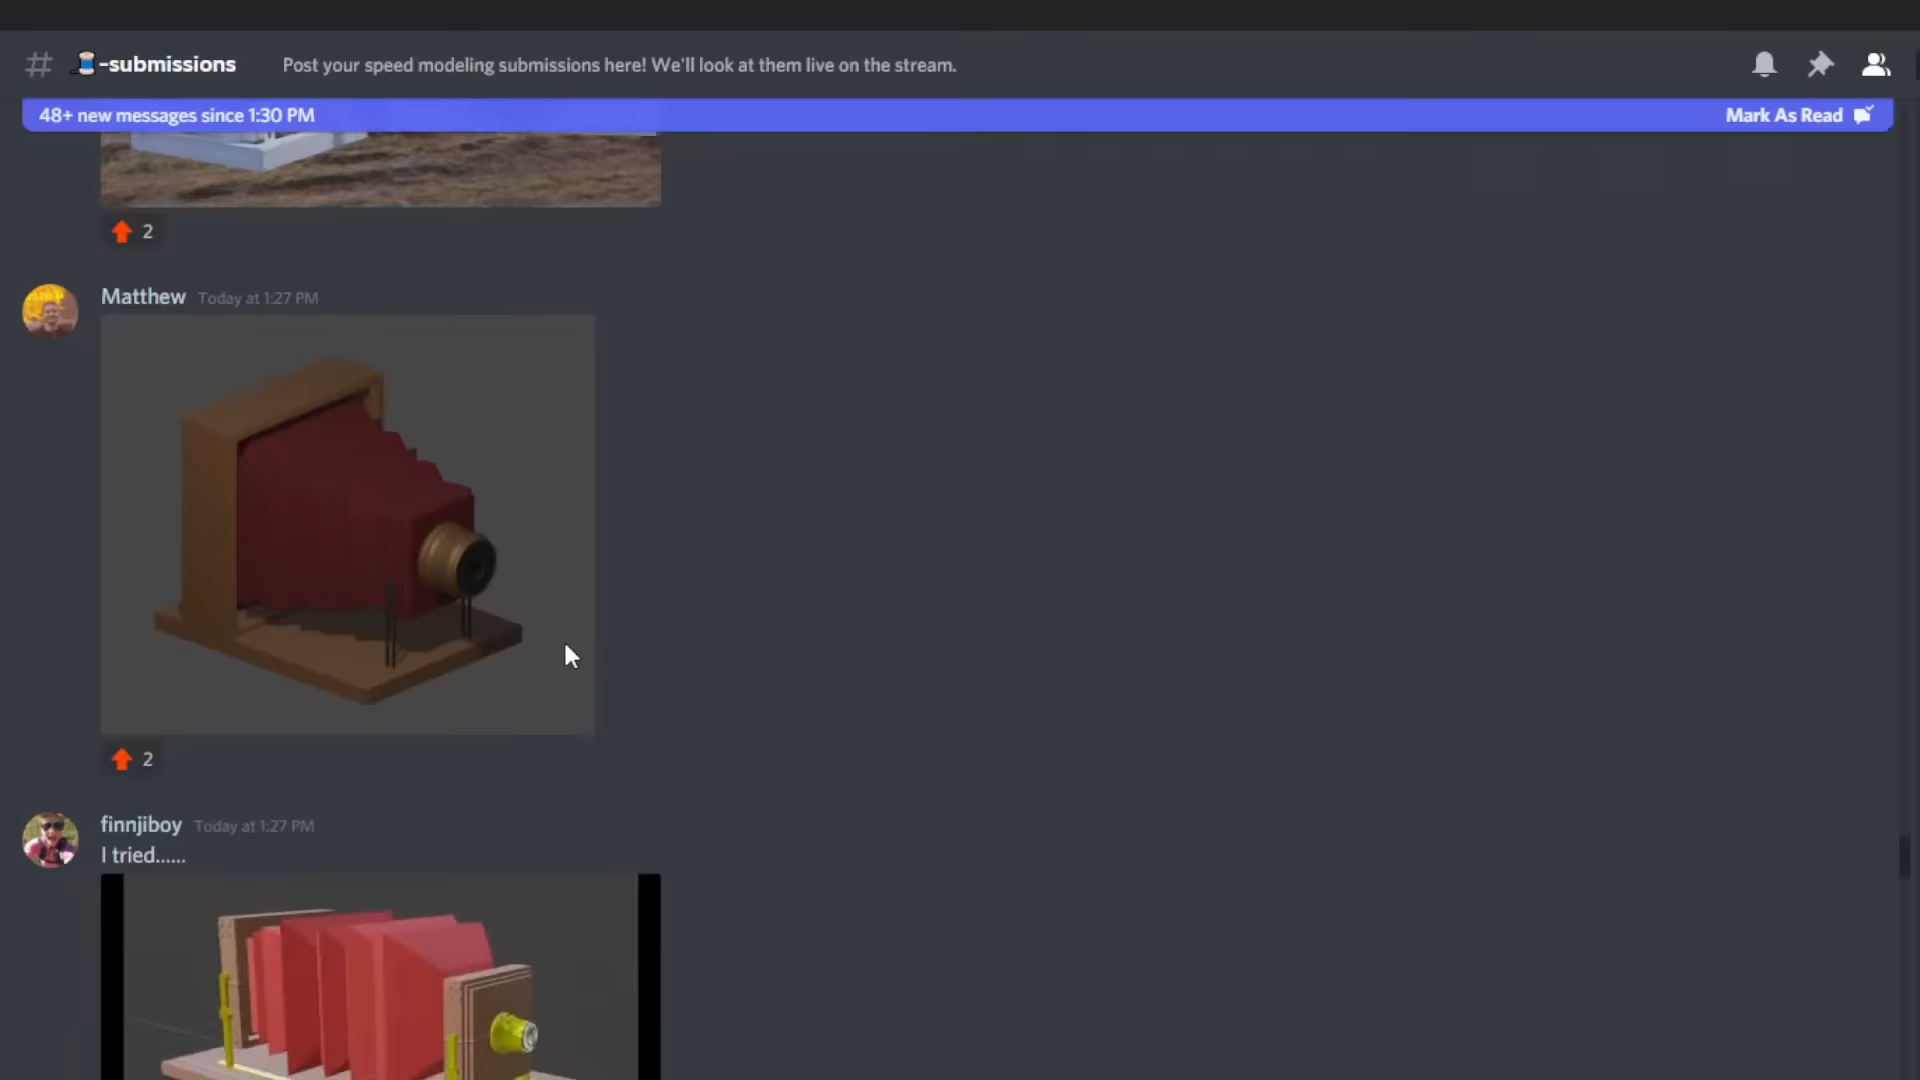 -submissions
Post your speed modeling submissions here! We'll look at them live on the stream.
48+ new messages since 1:30 PM
Mark As Read
2
Matthew Today at 1:27 PM
2
finnjiboy Today at 1:27 PM
I tried......